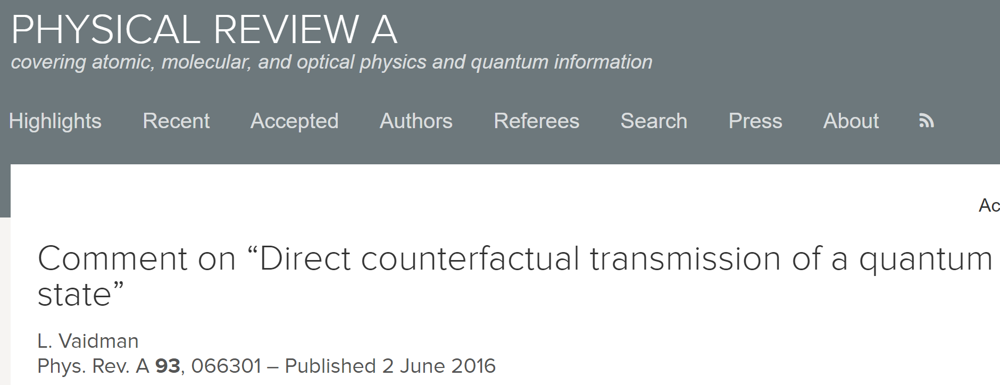 PHYSICAL REVIEW A
covering atomic, molecular, and optical physics and quantum information
Highlights Recent Accepted Authors Referees Search Press About
Ac
Comment on “Direct counterfactual transmission of a quantum
state”
L. Vaidman
Phys. Rev. A 93, 066301 – Published 2 June 2016